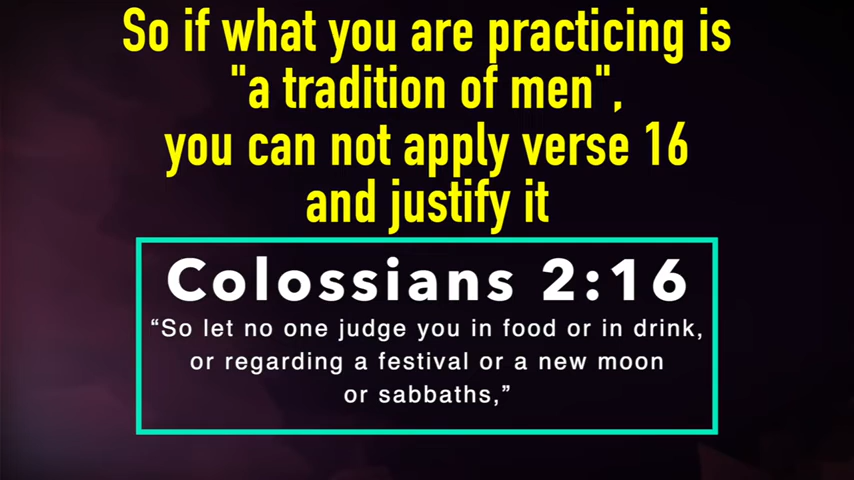 So if what you are practicing is
"a tradition of men",
you can not apply verse 16
and justify it
Colossians 2:16
“So let no one judge you in food or in drink,
or regarding a festival or a new moon
or sabbaths,”